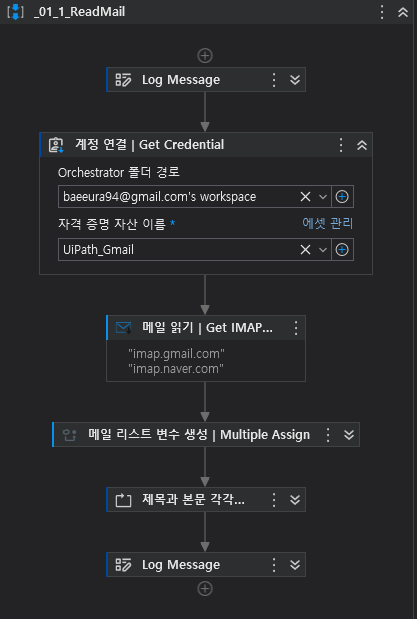 _01_1_ReadMail
Log Message
계정 연결 | Get Credential
Orchestrator 폴더 경로
baeeura94@gmail.com's workspace
자격 증명 자산 이름 * 에셋 관리
UiPath_Gmail
메일 읽기 | Get IMAP...
"imap.gmail.com"
"imap.naver.com"
메일 리스트 변수 생성 | Multiple Assign
제목과 본문 각각...
Log Message